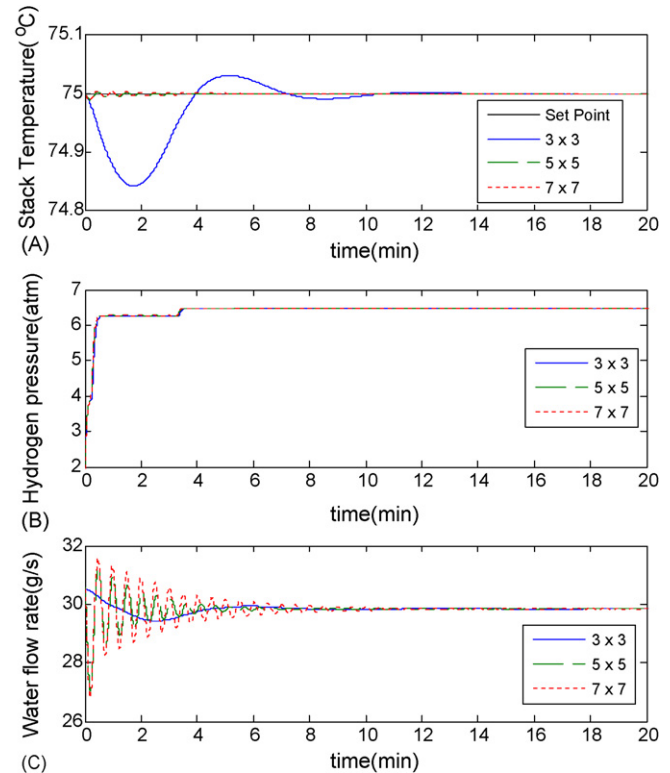 Stack Temperature(°C)
75.1
75
74.9
74.8
Set Point
3 x 3
5 x 5
7 x 7
0 2 4 6 8 10 12 14 16 18 20
(A)
time(min)
Hydrogen pressure(atm)
7
6
5
4
3
2
3 x 3
5 x 5
7 x 7
0 2 4 6 8 10 12 14 16 18 20
(B)
time(min)
Water flow rate(g/s)
32
30
28
26
3 x 3
5 x 5
7 x 7
0 2 4 6 8 10 12 14 16 18 20
(C)
time(min)